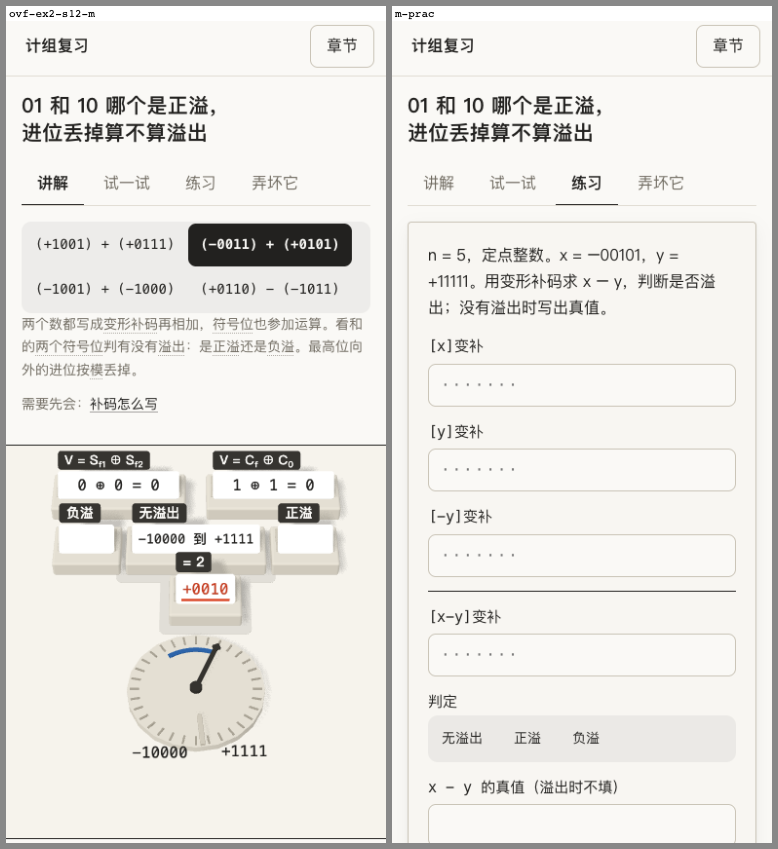 ovf-ex2-s12-m
计组复习
章节
01 和 10 哪个是正溢，
进位丢掉算不算溢出
讲解 试一试 练习 弄坏它
(+1001) + (+0111) (−0011) + (+0101)
(−1001) + (−1000) (+0110) − (−1011)
两个数都写成变形补码再相加，符号位也参加运算。看和
的两个符号位判有没有溢出：是正溢还是负溢。最高位向
外的进位按模丢掉。
需要先会：补码怎么写
V = Sf1 ⊕ Sf2 V = Cf ⊕ C0
0 ⊕ 0 = 0 1 ⊕ 1 = 0
负溢 无溢出 正溢
−10000 到 +1111
= 2
+0010
−10000 +1111
m-prac
计组复习
章节
01 和 10 哪个是正溢，
进位丢掉算不算溢出
讲解 试一试 练习 弄坏它
n = 5，定点整数。x = −00101，y =
+11111。用变形补码求 x − y，判断是否溢
出；没有溢出时写出真值。
[x]变补
·······
[y]变补
·······
[−y]变补
·······
[x−y]变补
·······
判定
无溢出 正溢 负溢
x − y 的真值（溢出时不填）